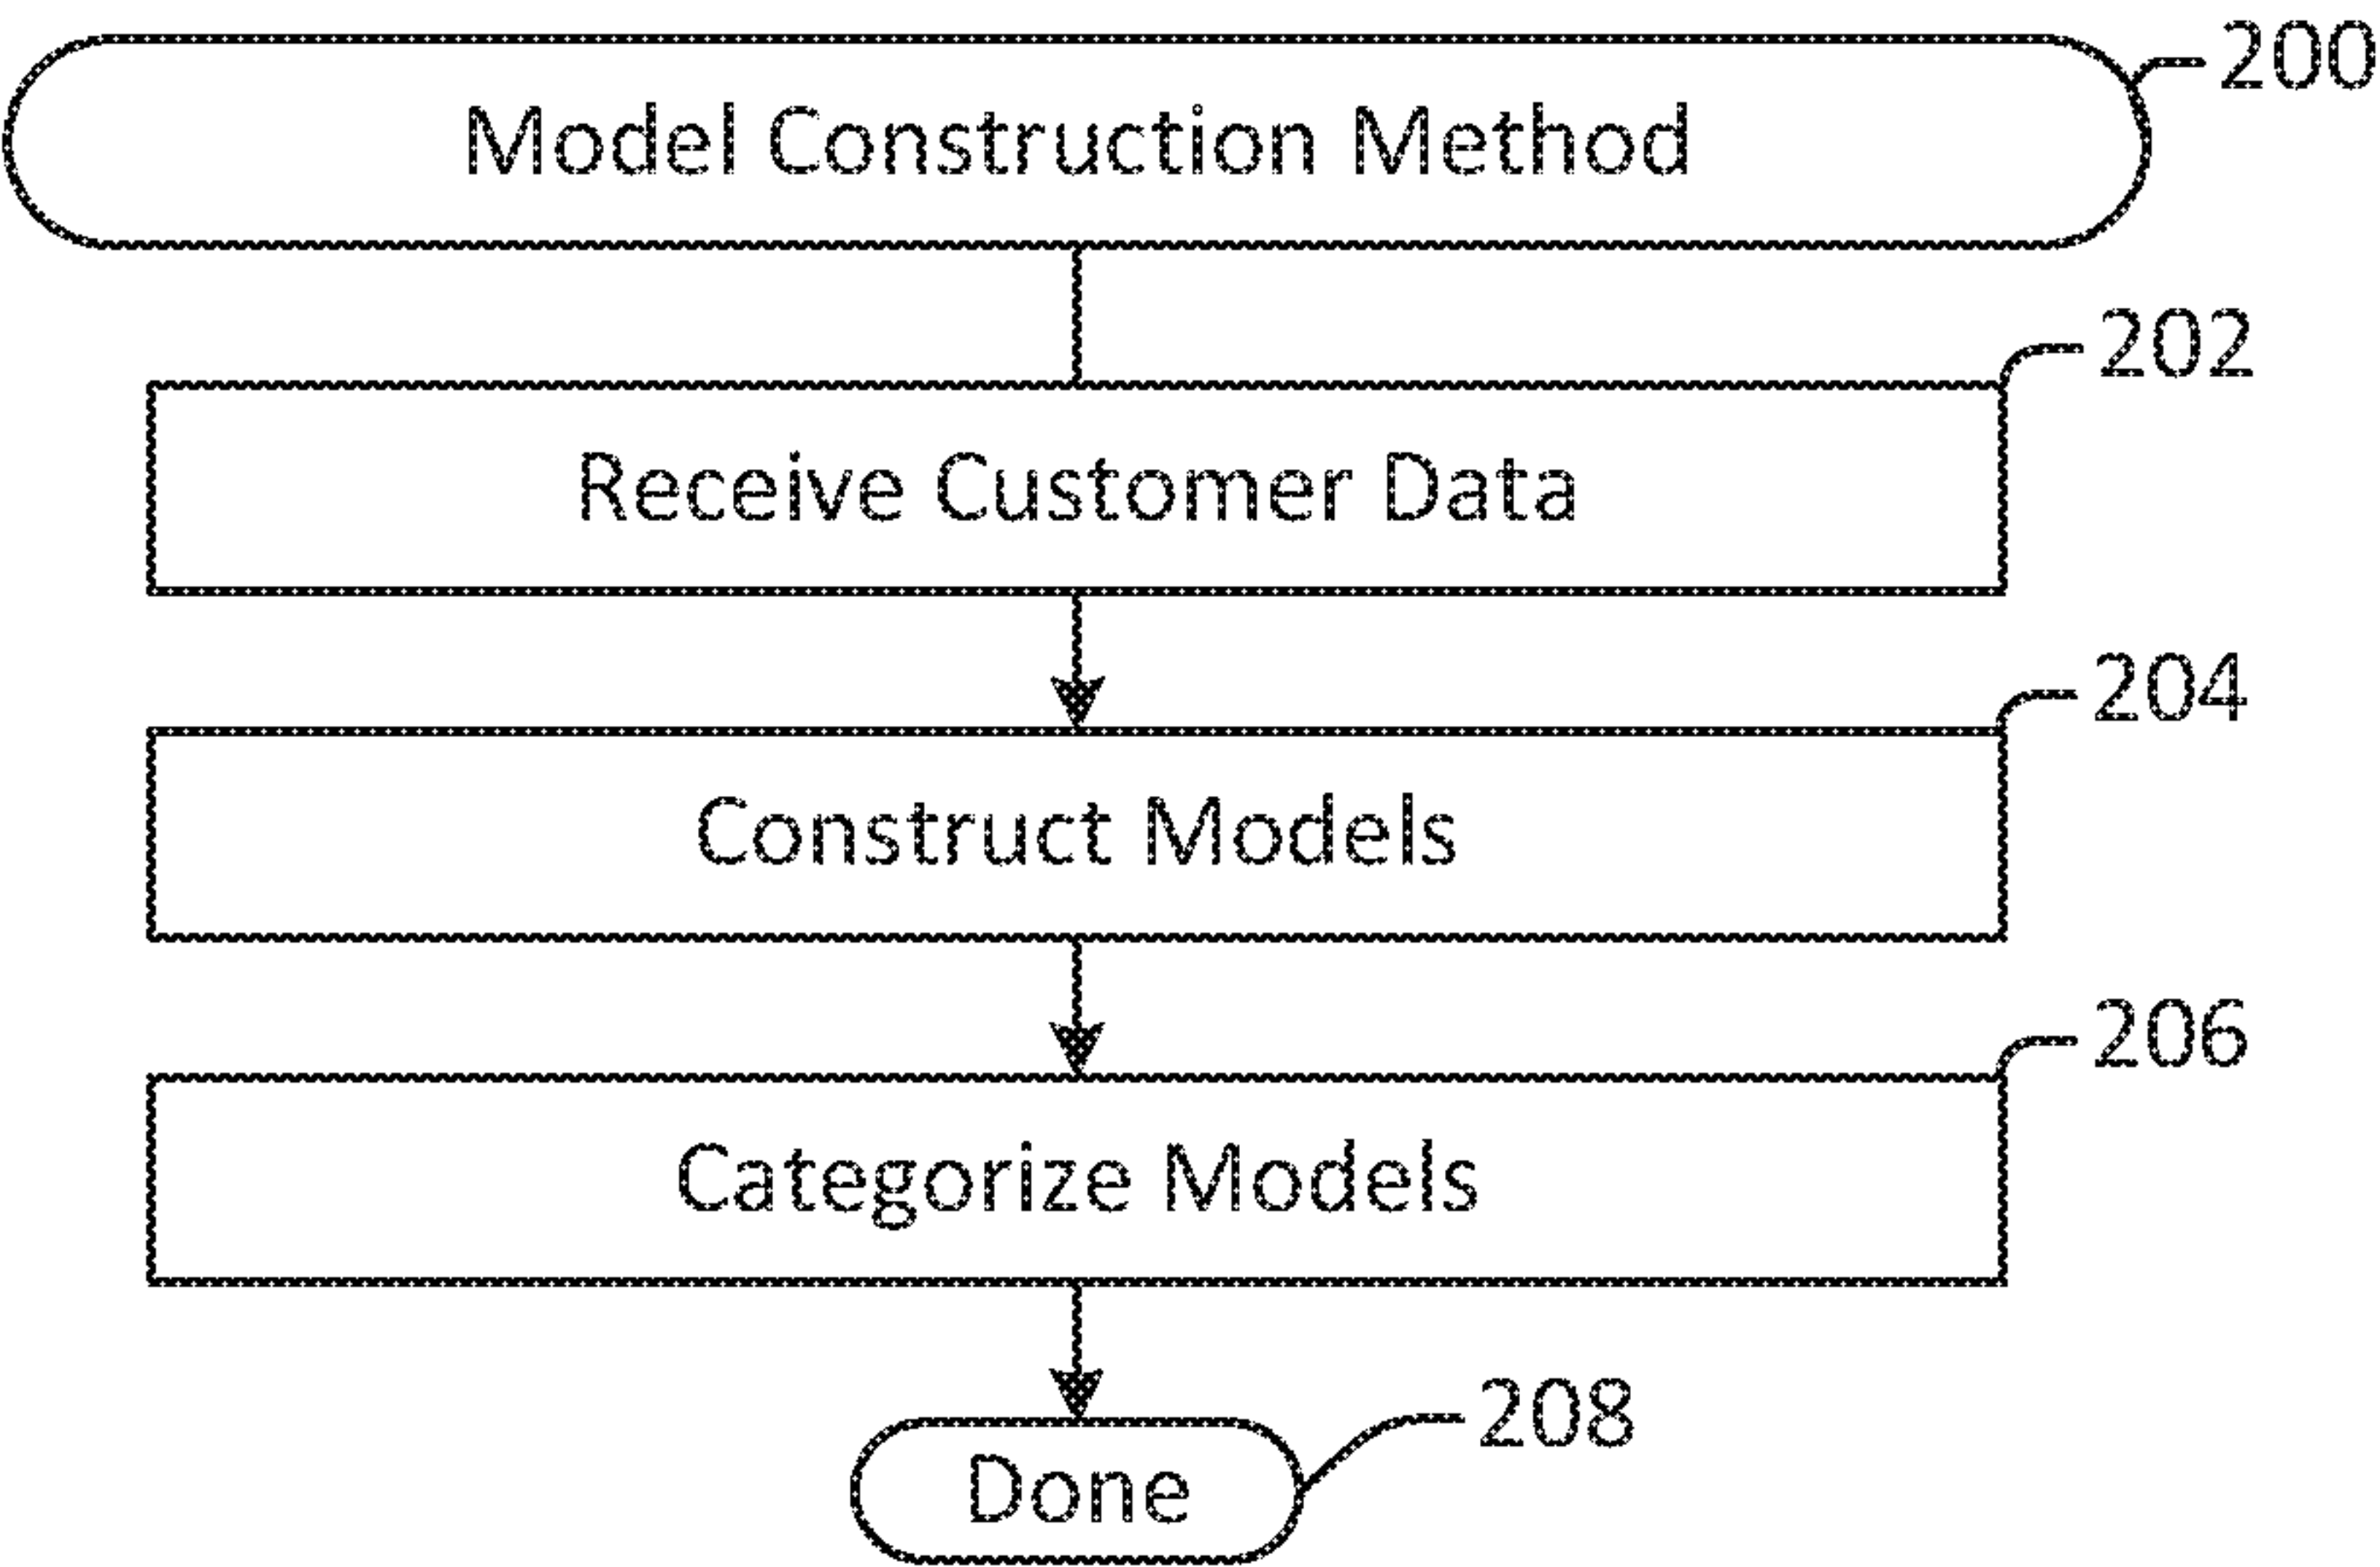 200
Model Construction Method
202
Receive Customer Data
204
Construct Models
206
Categorize Models
208
Done